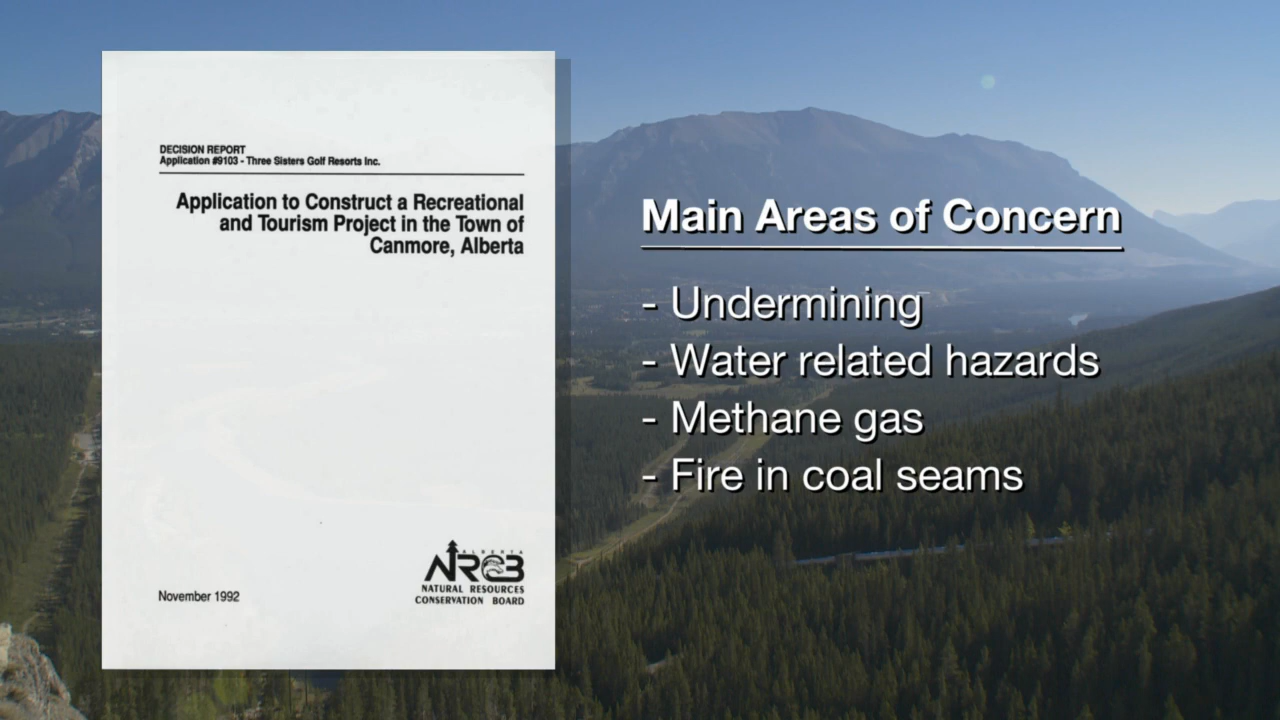 DECISION REPORT
Application #9103 - Three Sisters Golf Resorts Inc.
Application to Construct a Recreational
and Tourism Project in the Town of
Canmore, Alberta
November 1992
ALBERTA
NRCB
NATURAL RESOURCES
CONSERVATION BOARD
Main Areas of Concern
- Undermining
- Water related hazards
- Methane gas
- Fire in coal seams